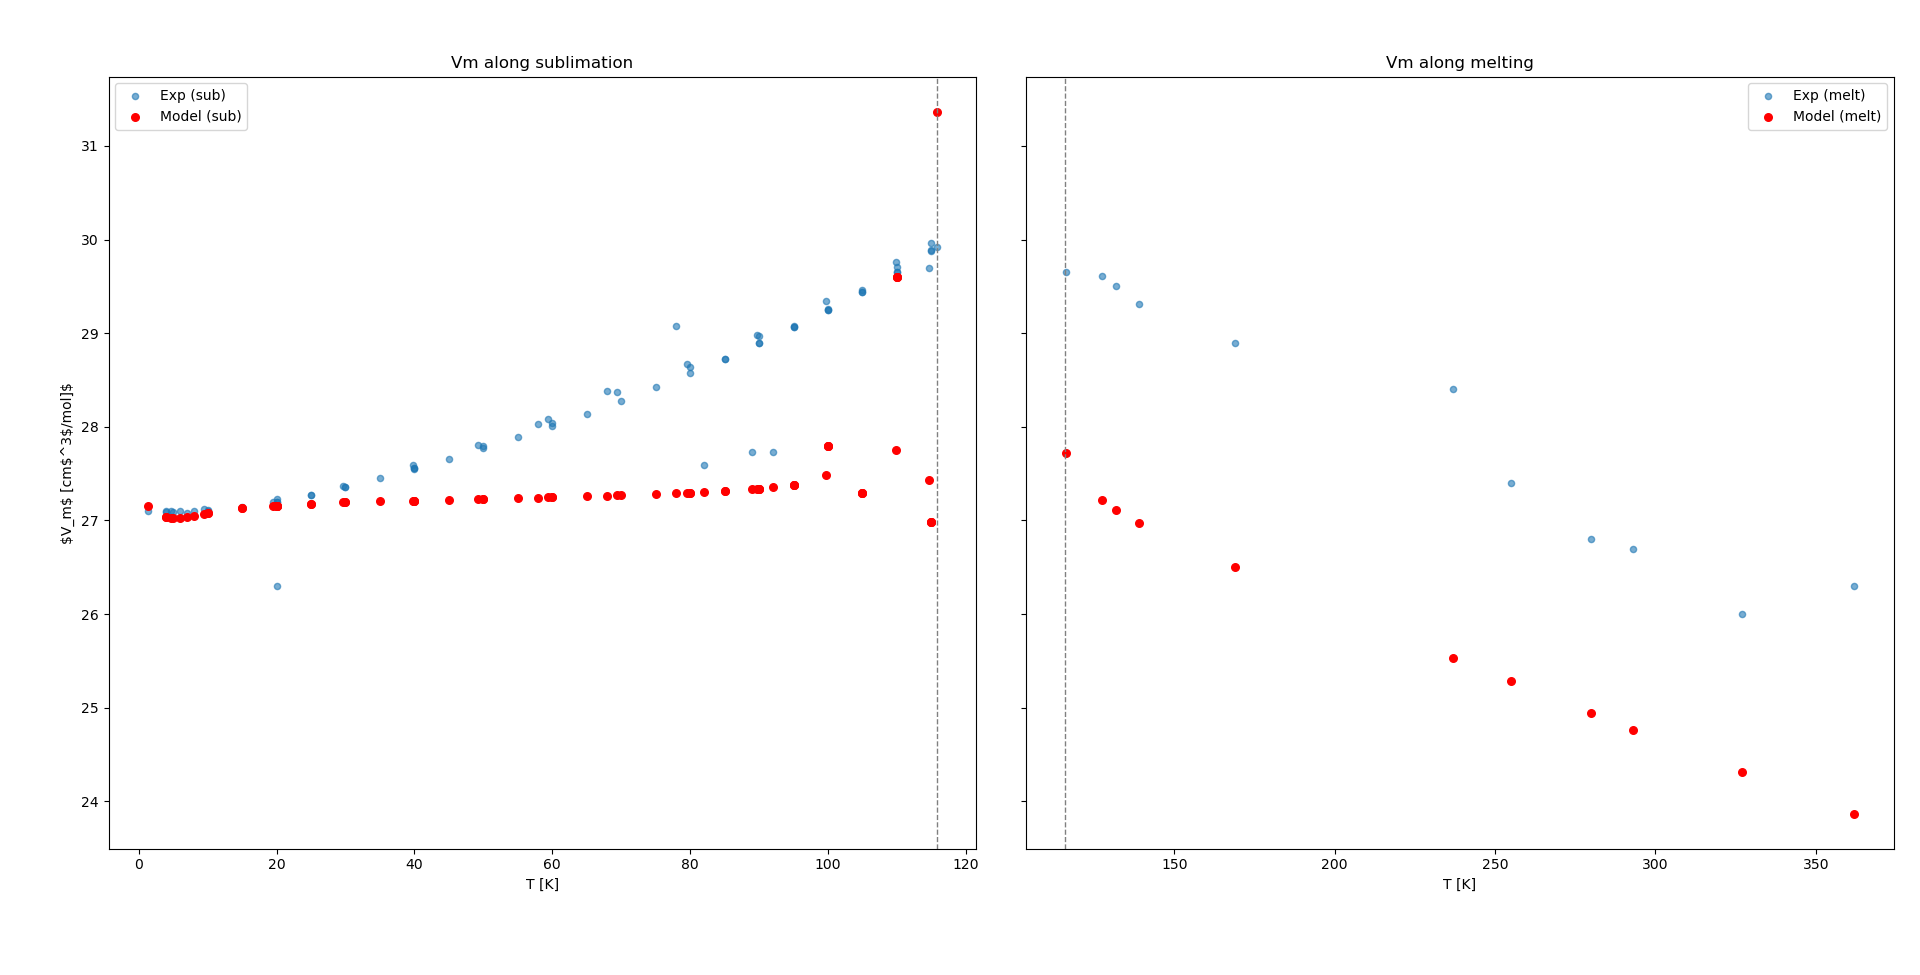 Vm along sublimation
Exp (sub)
Model (sub)
$V_m$ [cm$^3$/mol]$
31
30
29
28
27
26
25
24
0 20 40 60 80 100 120
T [K]
Vm along melting
Exp (melt)
Model (melt)
150 200 250 300 350
T [K]